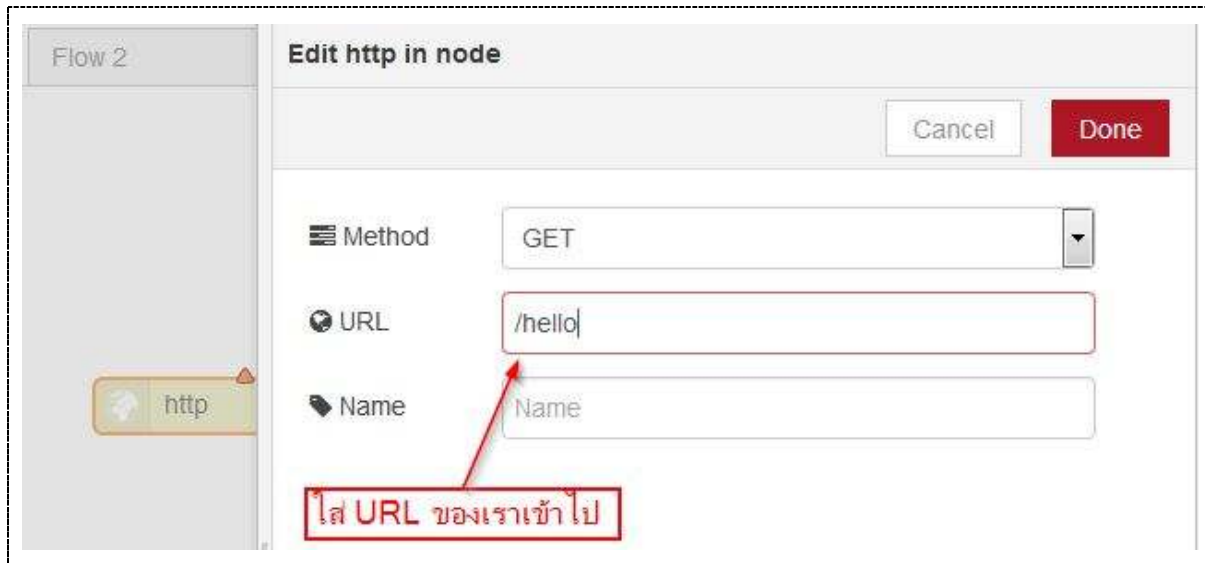 Flow 2
Edit http in node
Cancel
Done
Method
GET
URL
/hello
http
Name
Name
ใส่ URL ของเราเข้าไป